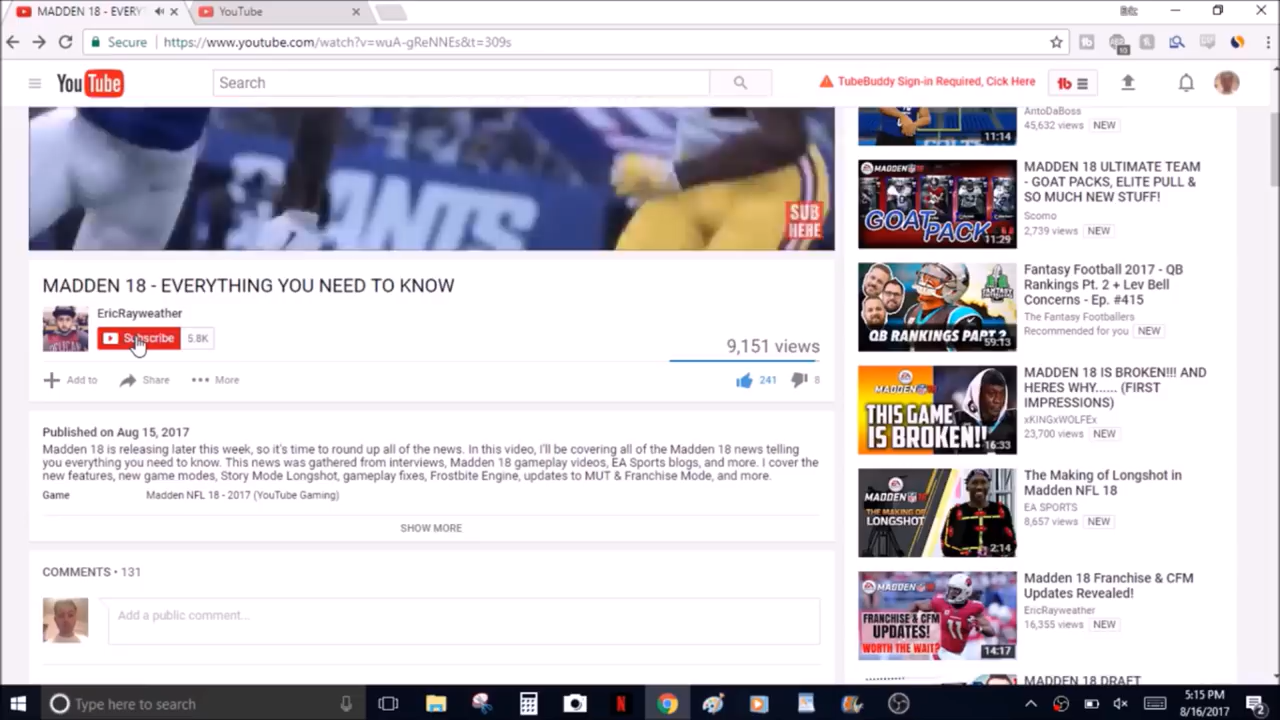 MADDEN 18 - EVERY
YouTube
Eric
Secure
https://www.youtube.com/watch?v=wuA-gReNNEs&t=309s
10
YouTube
Search
TubeBuddy Sign-in Required, Cick Here
ANTS
SUB
HERE
MADDEN 18 - EVERYTHING YOU NEED TO KNOW
EricRayweather
Subscribe 5.8K
9,151 views
Add to Share More
241 8
Published on Aug 15, 2017
Madden 18 is releasing later this week, so it's time to round up all of the news. In this video, I'll be covering all of the Madden 18 news telling
you everything you need to know. This news was gathered from interviews, Madden 18 gameplay videos, EA Sports blogs, and more. I cover the
new features, new game modes, Story Mode Longshot, gameplay fixes, Frostbite Engine, updates to MUT & Franchise Mode, and more.
Game Madden NFL 18 - 2017 (YouTube Gaming)
SHOW MORE
COMMENTS • 131
Add a public comment...
11:14
AntoDaBoss
45,632 views NEW
MADDEN 18
GOAT PACK
11:29
MADDEN 18 ULTIMATE TEAM
- GOAT PACKS, ELITE PULL &
SO MUCH NEW STUFF!
Scomo
2,739 views NEW
QB RANKINGS PART 2
59:13
Fantasy Football 2017 - QB
Rankings Pt. 2 + Lev Bell
Concerns - Ep. #415
The Fantasy Footballers
Recommended for you NEW
MADDEN 18
THIS GAME
IS BROKEN!!
16:33
MADDEN 18 IS BROKEN!!! AND
HERES WHY...... (FIRST
IMPRESSIONS)
xKINGxWOLFEx
23,700 views NEW
MADDEN 18
THE MAKING OF
LONGSHOT
2:14
The Making of Longshot in
Madden NFL 18
EA SPORTS
8,657 views NEW
MADDEN 18
FRANCHISE & CFM
UPDATES!
WORTH THE WAIT?
14:17
Madden 18 Franchise & CFM
Updates Revealed!
EricRayweather
16,355 views NEW
MADDEN 18 DRAFT
Type here to search
5:15 PM
8/16/2017
2